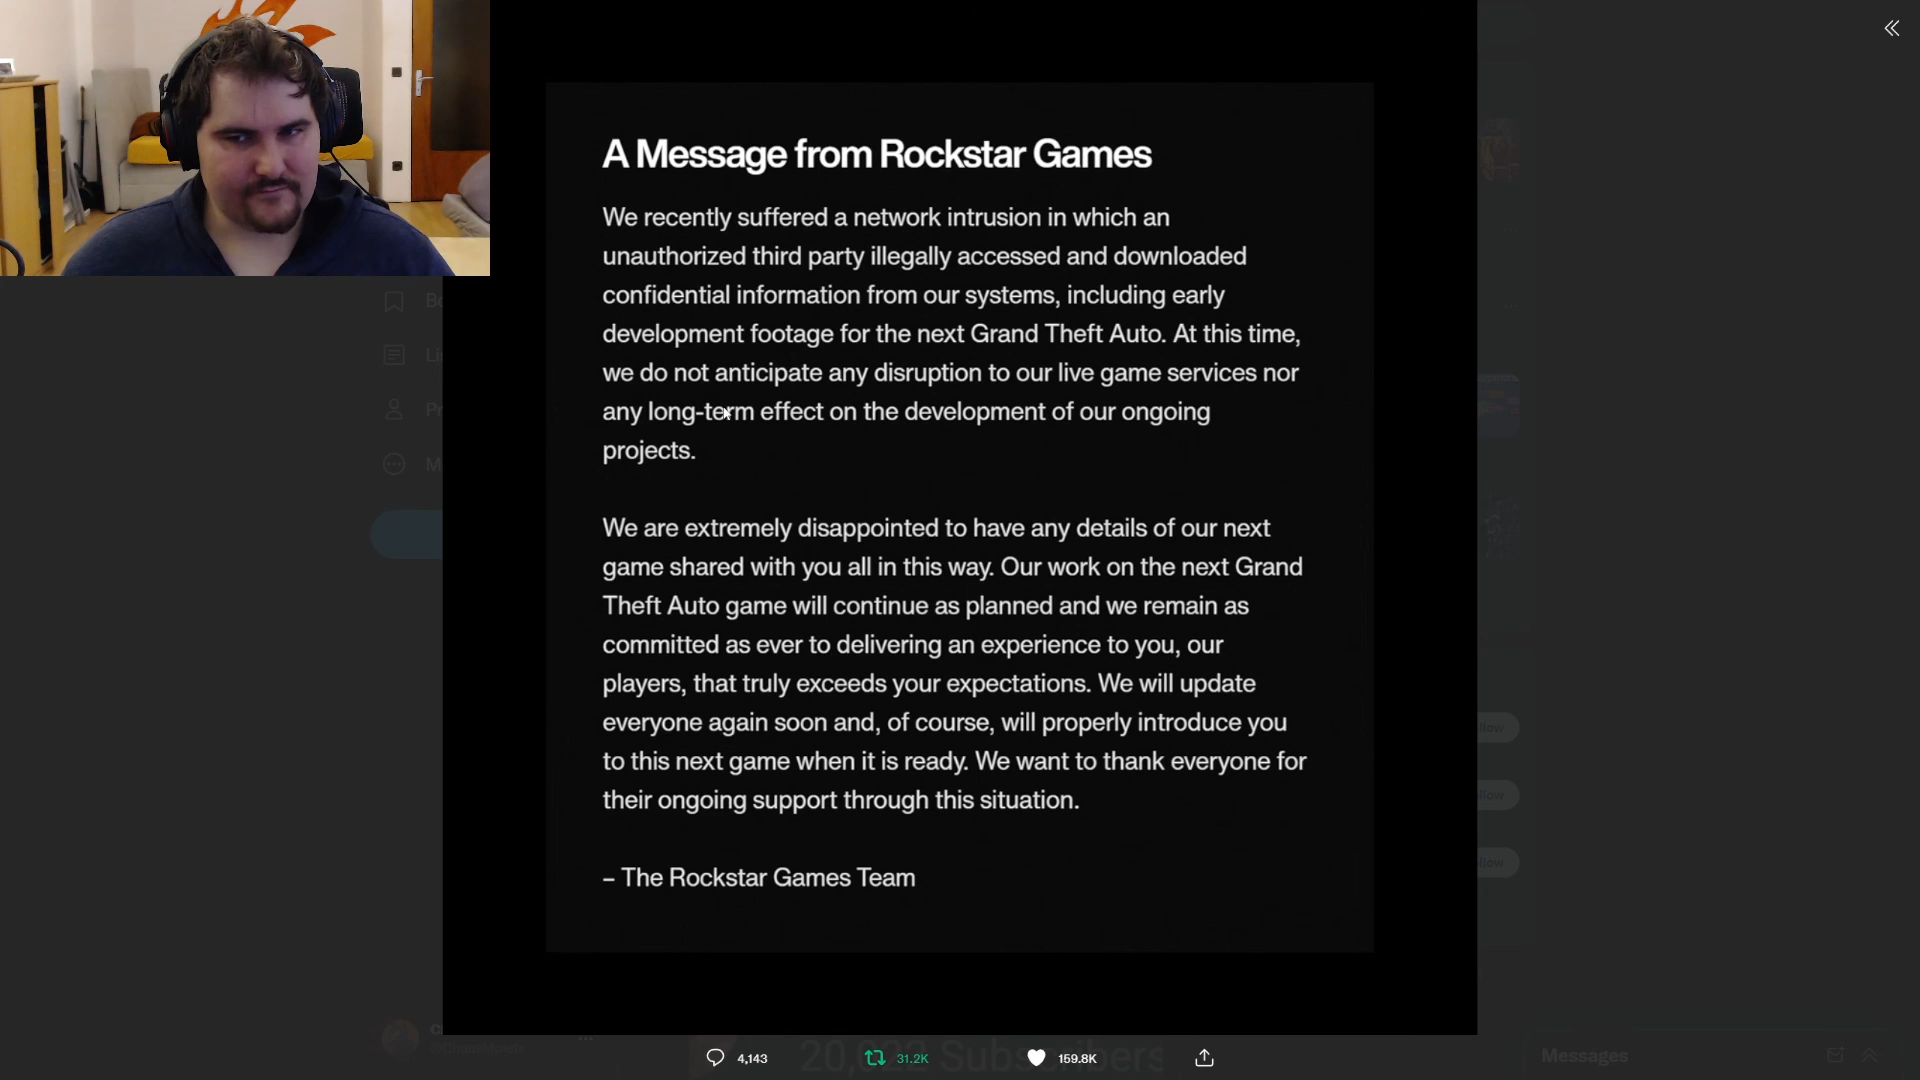 A Message from Rockstar Games
We recently suffered a network intrusion in which an
unauthorized third party illegally accessed and downloaded
confidential information from our systems, including early
development footage for the next Grand Theft Auto. At this time,
we do not anticipate any disruption to our live game services nor
any long-term effect on the development of our ongoing
projects.
We are extremely disappointed to have any details of our next
game shared with you all in this way. Our work on the next Grand
Theft Auto game will continue as planned and we remain as
committed as ever to delivering an experience to you, our
players, that truly exceeds your expectations. We will update
everyone again soon and, of course, will properly introduce you
to this next game when it is ready. We want to thank everyone for
their ongoing support through this situation.
– The Rockstar Games Team
4,143
31.2K
159.8K
Subscribers
Messages